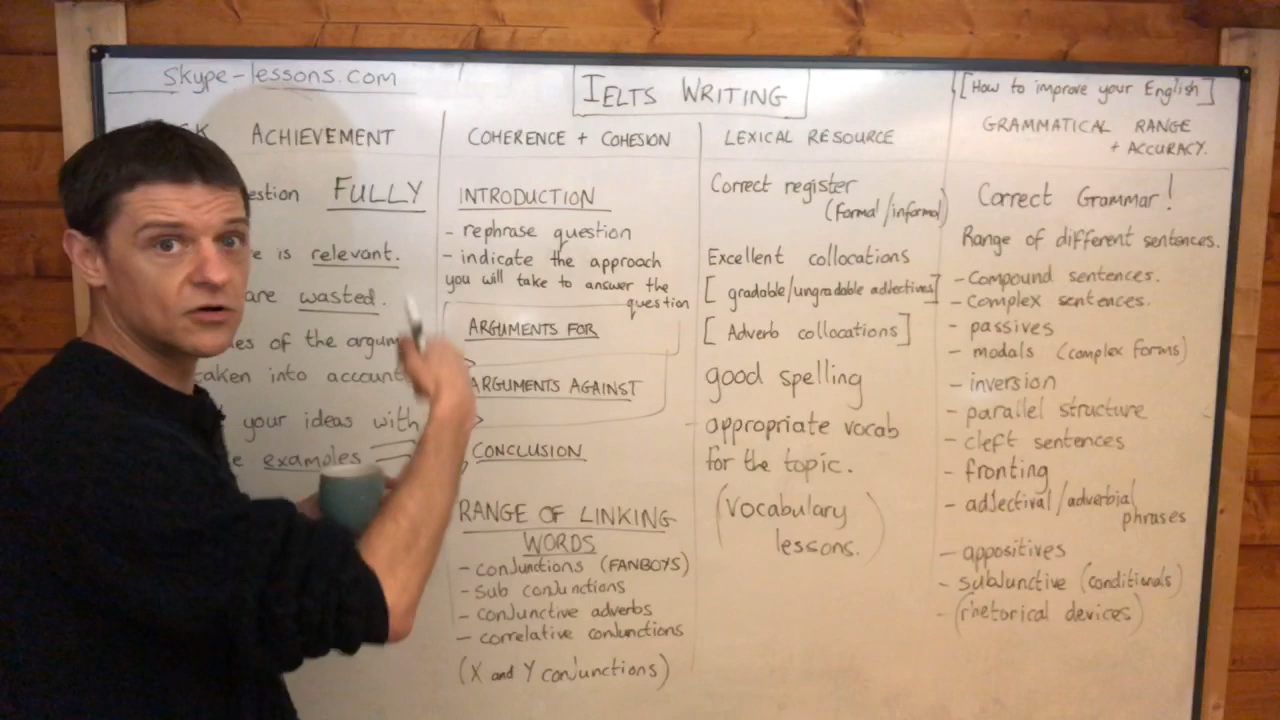 skype-lessons.com
IELTS WRITING
[How to improve your English]
ACHIEVEMENT
FULLY
is relevant.
are wasted.
of the
taken into account
your ideas with
examples
COHERENCE + COHESION
INTRODUCTION
- rephrase question
- indicate the approach
you will take to answer the
question
ARGUMENTS FOR
ARGUMENTS AGAINST
CONCLUSION
RANGE OF LINKING
WORDS
- conjunctions (FANBOYS)
- sub conjunctions
- conjunctive adverbs
- correlative conjunctions
(X and Y conjunctions)
LEXICAL RESOURCE
Correct register
(formal/informal)
Excellent collocations
[gradable/ungradable adjectives]
[Adverb collocations]
good spelling
appropriate vocab
for the topic.
(Vocabulary
lessons.)
GRAMMATICAL RANGE
+ ACCURACY.
Correct Grammar!
Range of different sentences.
- Compound sentences.
- Complex sentences.
- passives
- modals (complex forms)
- inversion
- parallel structure
- cleft sentences
- fronting
- adjectival/adverbial
phrases
- appositives
- subjunctive (conditionals)
- (rhetorical devices)